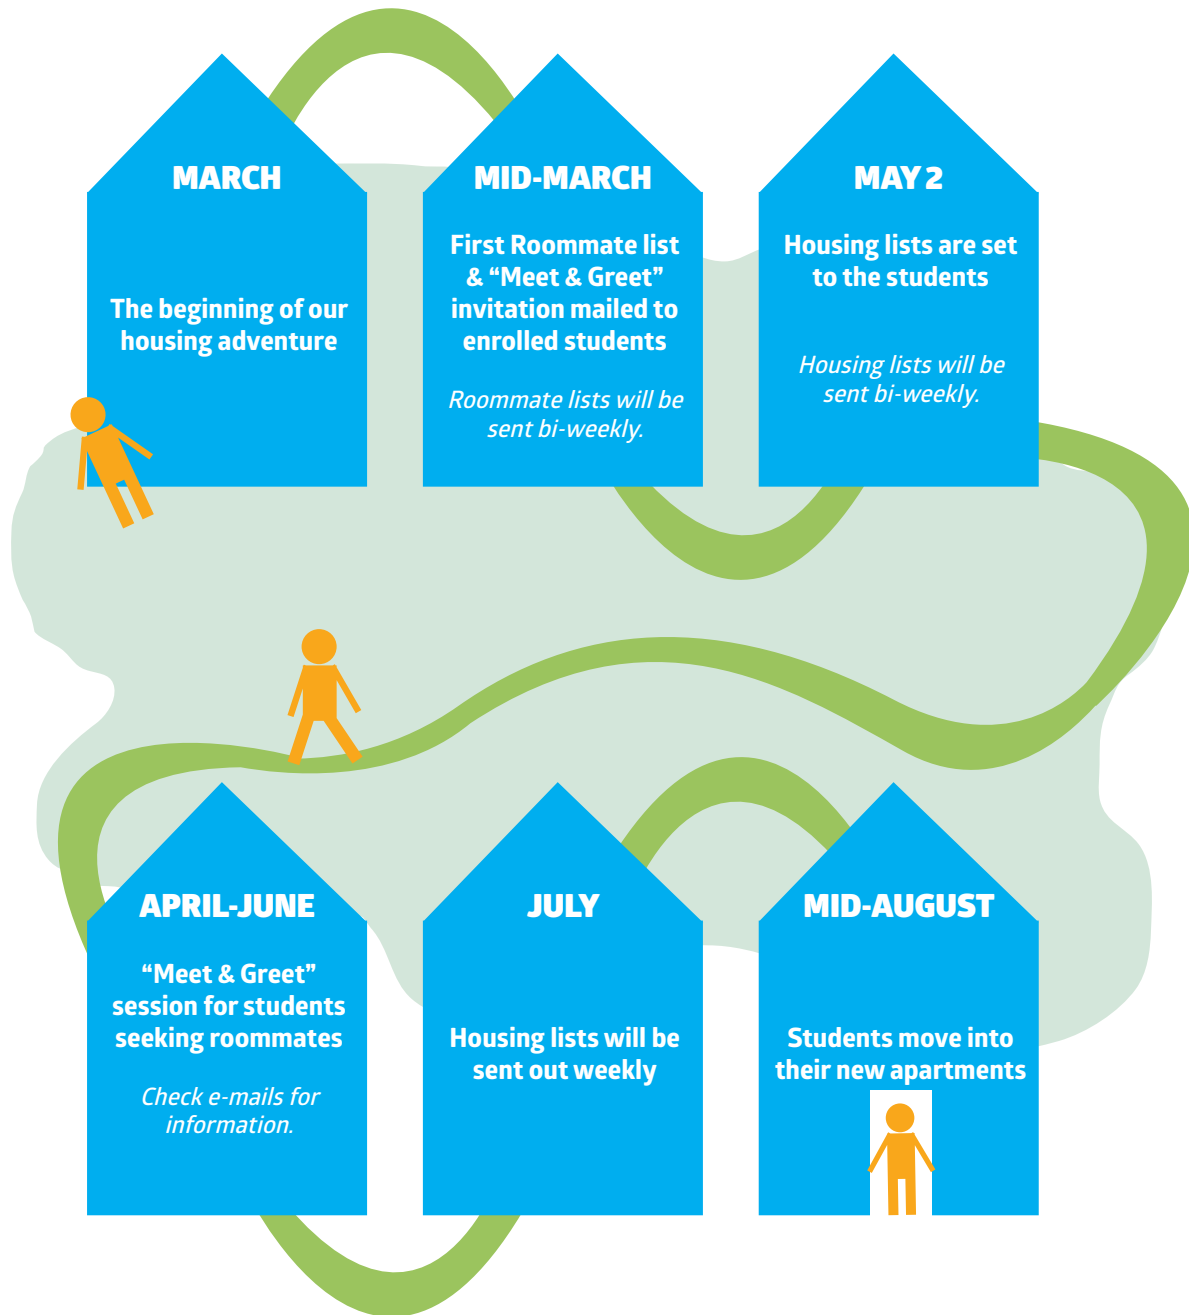 MARCH
The beginning of our
housing adventure
MID-MARCH
First Roommate list
& “Meet & Greet”
invitation mailed to
enrolled students
Roommate lists will be
sent bi-weekly.
MAY 2
Housing lists are set
to the students
Housing lists will be
sent bi-weekly.
APRIL-JUNE
“Meet & Greet”
session for students
seeking roommates
Check e-mails for
information.
JULY
Housing lists will be
sent out weekly
MID-AUGUST
Students move into
their new apartments